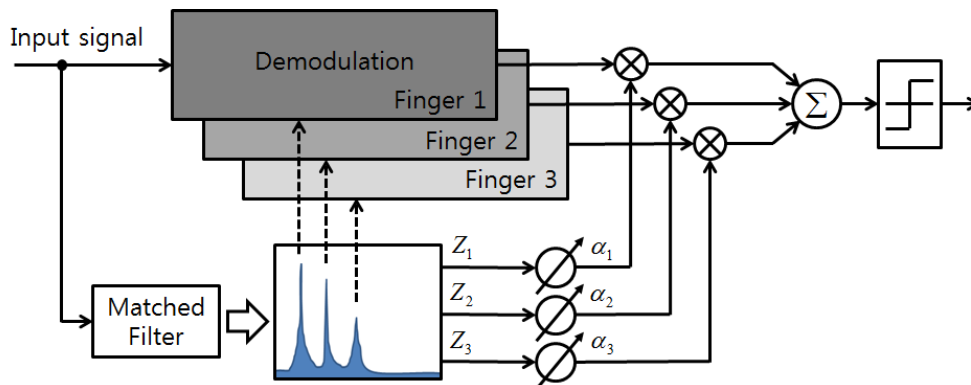 Input signal
Demodulation
Finger 1
Finger 2
Finger 3
Z₁
α₁
Z₂
α₂
Z₃
α₃
Matched
Filter
Σ